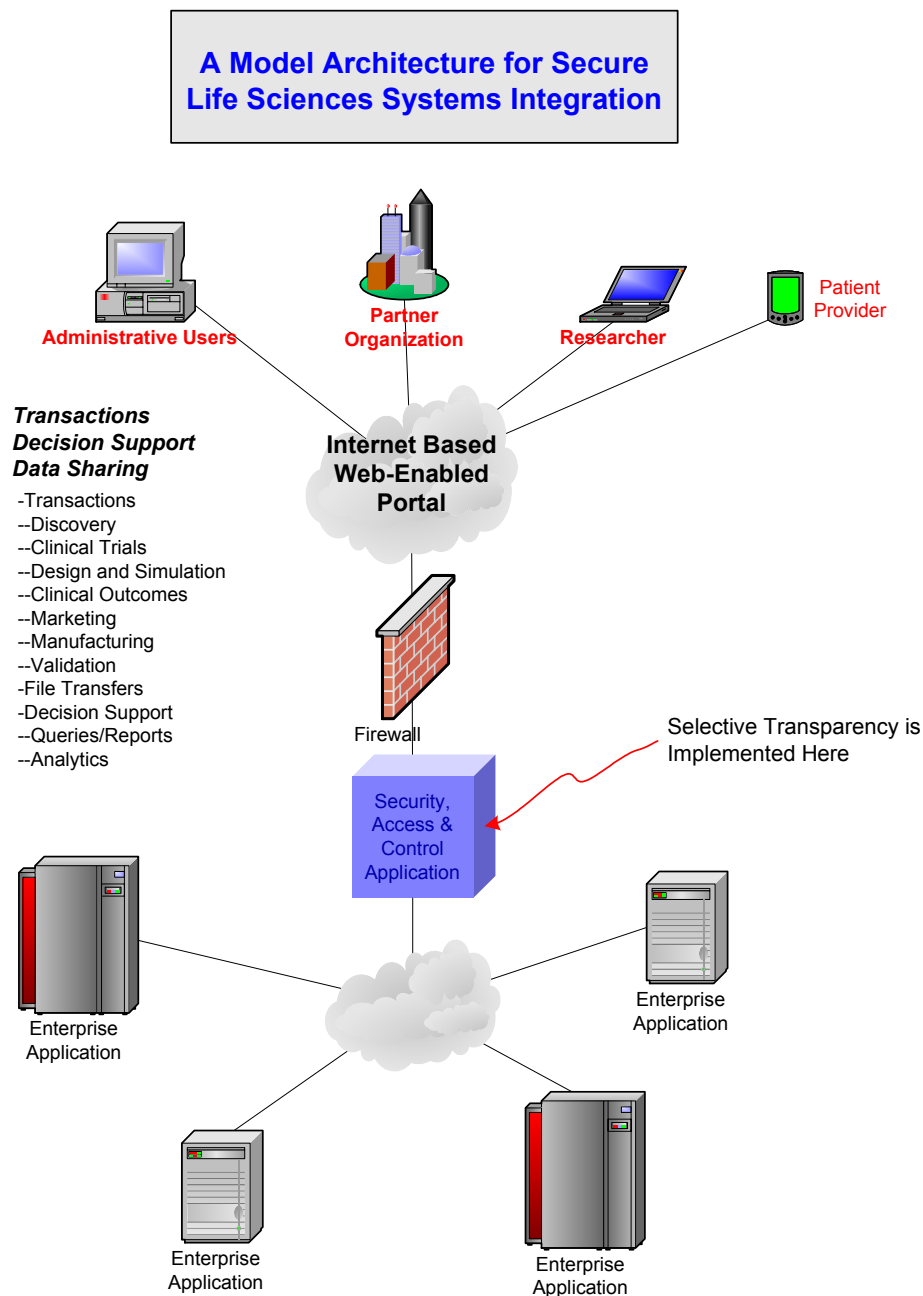 A Model Architecture for Secure
Life Sciences Systems Integration
Administrative Users
Partner
Organization
Researcher
Patient
Provider
Transactions
Decision Support
Data Sharing
-Transactions
--Discovery
--Clinical Trials
--Design and Simulation
--Clinical Outcomes
--Marketing
--Manufacturing
--Validation
-File Transfers
-Decision Support
--Queries/Reports
--Analytics
Internet Based
Web-Enabled
Portal
Firewall
Selective Transparency is
Implemented Here
Security,
Access &
Control
Application
Enterprise
Application
Enterprise
Application
Enterprise
Application
Enterprise
Application